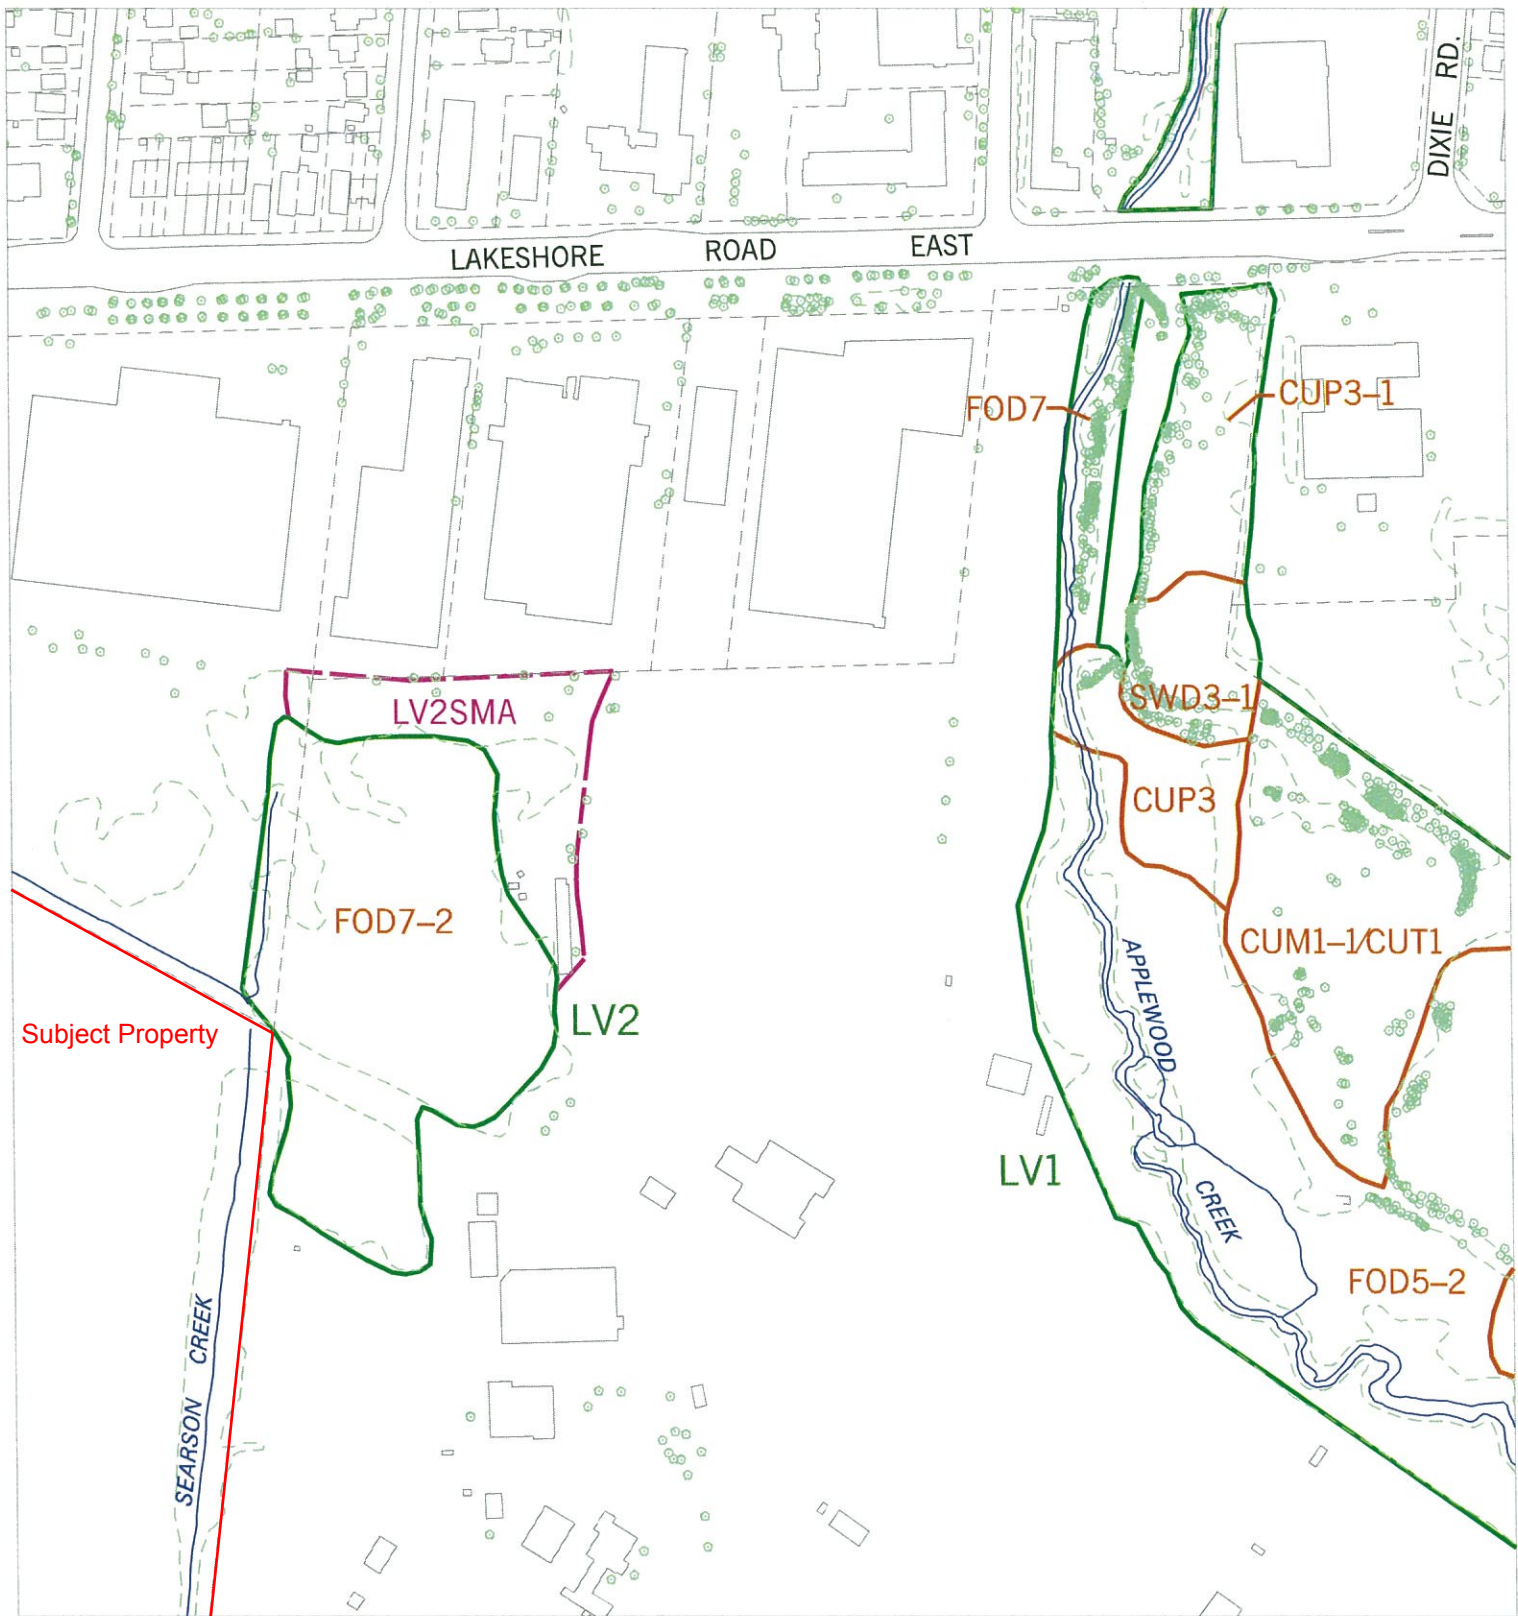 DIXIE RD.
LAKESHORE ROAD EAST
FOD7
CUP3–1
SWD3–1
LV2SMA
CUP3
FOD7–2
CUM1–1/CUT1
APPLEWOOD CREEK
LV2
Subject Property
LV1
FOD5–2
SEARSON CREEK